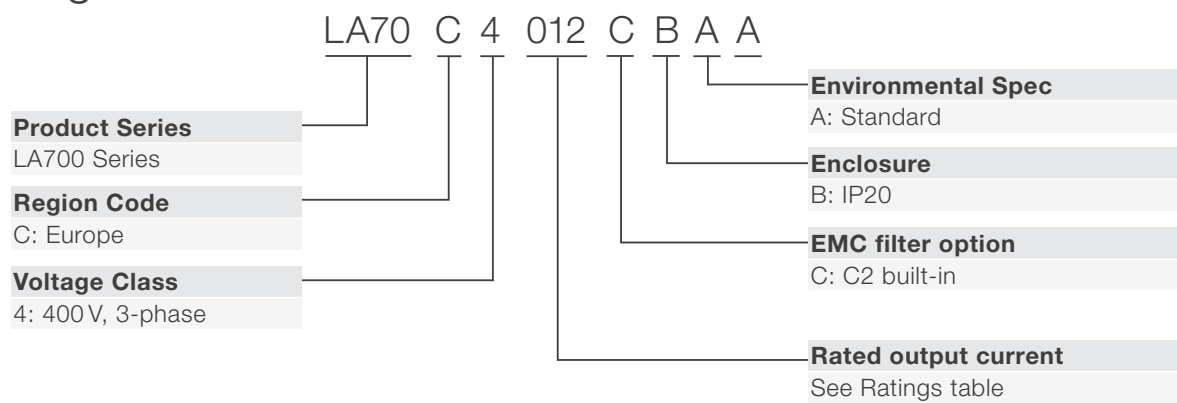 LA70 C 4 012 C B A A
Product Series
LA700 Series
Region Code
C: Europe
Voltage Class
4: 400 V, 3-phase
Environmental Spec
A: Standard
Enclosure
B: IP20
EMC filter option
C: C2 built-in
Rated output current
See Ratings table